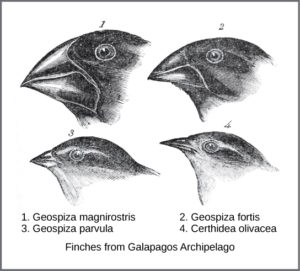 1
2
3
4
1. Geospiza magnirostris
2. Geospiza fortis
3. Geospiza parvula
4. Certhidea olivacea
Finches from Galapagos Archipelago